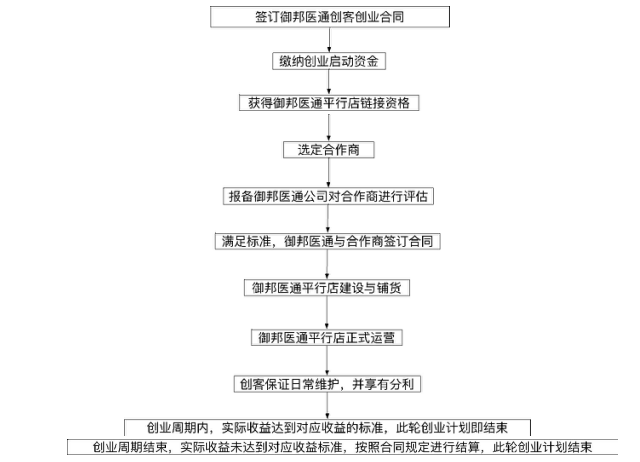 签订御邦医通创客创业合同
缴纳创业启动资金
获得御邦医通平行店链接资格
选定合作商
报备御邦医通公司对合作商进行评估
满足标准，御邦医通与合作商签订合同
御邦医通平行店建设与铺货
御邦医通平行店正式运营
创客保证日常维护，并享有分利
创业周期内，实际收益达到对应收益的标准，此轮创业计划即结束
创业周期结束，实际收益未达到对应收益标准，按照合同规定进行结算，此轮创业计划结束